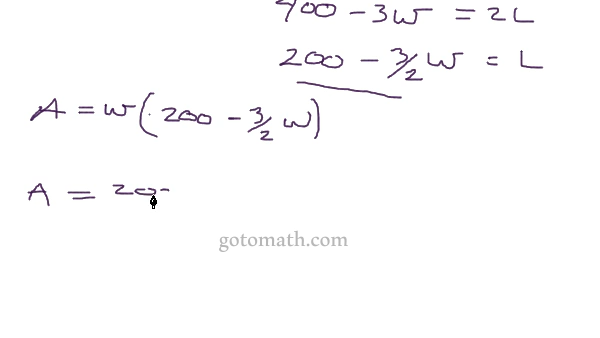 400 - 3W = 2L
200 - 3/2 W = L
A = W(200 - 3/2 W)
A = 20
gotomath.com